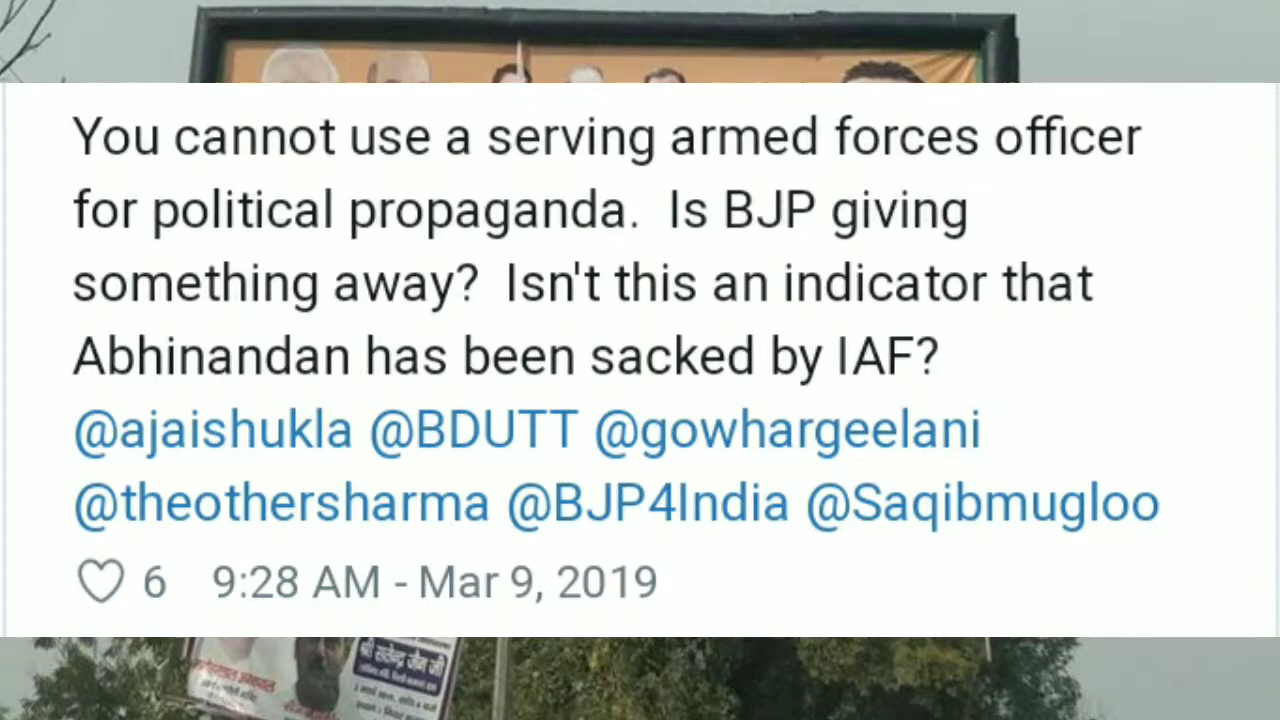 You cannot use a serving armed forces officer
for political propaganda.  Is BJP giving
something away?  Isn't this an indicator that
Abhinandan has been sacked by IAF?
@ajaishukla @BDUTT @gowhargeelani
@theothersharma @BJP4India @Saqibmugloo
6 9:28 AM - Mar 9, 2019
श्री सत्येन्द्र जैन जी